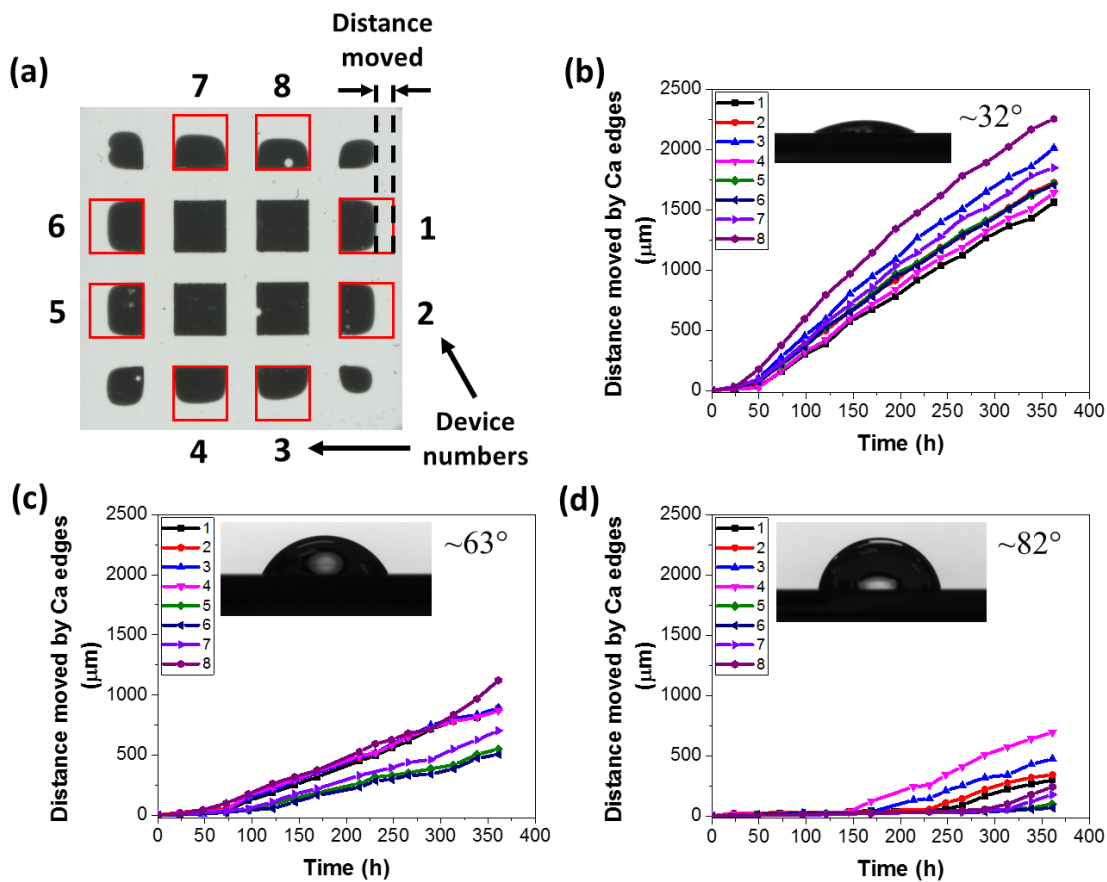 (a)
Distance
moved
7 8
6 1
5 2
4 3
Device
numbers
(b)
Distance moved by Ca edges
(μm)
2500
2000
1500
1000
500
0
1
2
3
4
5
6
7
8
~32°
0 50 100 150 200 250 300 350 400
Time (h)
(c)
Distance moved by Ca edges
(μm)
2500
2000
1500
1000
500
0
1
2
3
4
5
6
7
8
~63°
0 50 100 150 200 250 300 350 400
Time (h)
(d)
Distance moved by Ca edges
(μm)
2500
2000
1500
1000
500
0
1
2
3
4
5
6
7
8
~82°
0 50 100 150 200 250 300 350 400
Time (h)